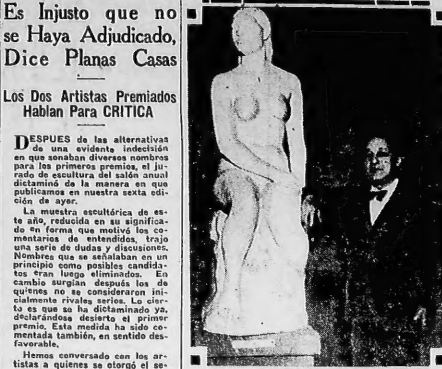 Es Injusto que no
se Haya Adjudicado,
Dice Planas Casas
Los Dos Artistas Premiados
Hablan Para CRITICA
DESPUES de las alternativas
de una evidente indecisión
en que sonaban diversos nombres
para los primeros premios, el ju-
rado de escultura del salón anual
dictaminó de la manera en que
publicamos en nuestra sexta edi-
ción de ayer.
La muestra escultórica de es-
te año, reducida en su significa-
do en forma que motivó los co-
mentarios de entendidos, trajo
una serie de dudas y discusiones.
Nombres que se señalaban en un
principio como posibles candida-
tos eran luego eliminados. En
cambio surgían después los de
quienes no se consideraron ini-
cialmente rivales serios. Lo cier-
to es que se ha dictaminado ya,
declarándose desierto el primer
premio. Esta medida ha sido co-
mentada también, en sentido des-
favorable.
Hemos conversado con los ar-
tistas a quienes se otorgó el se-